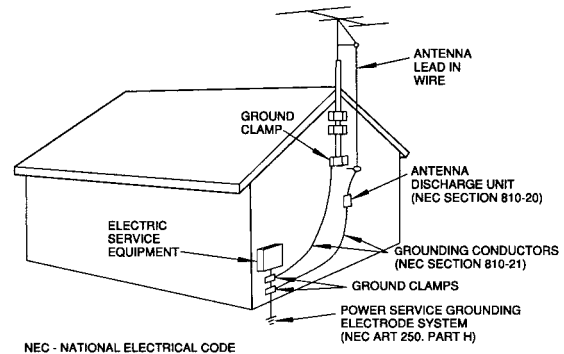 ANTENNA
LEAD IN
WIRE
GROUND
CLAMP
ANTENNA
DISCHARGE UNIT
(NEC SECTION 810-20)
ELECTRIC
SERVICE
EQUIPMENT
GROUNDING CONDUCTORS
(NEC SECTION 810-21)
GROUND CLAMPS
POWER SERVICE GROUNDING
ELECTRODE SYSTEM
(NEC ART 250. PART H)
NEC - NATIONAL ELECTRICAL CODE